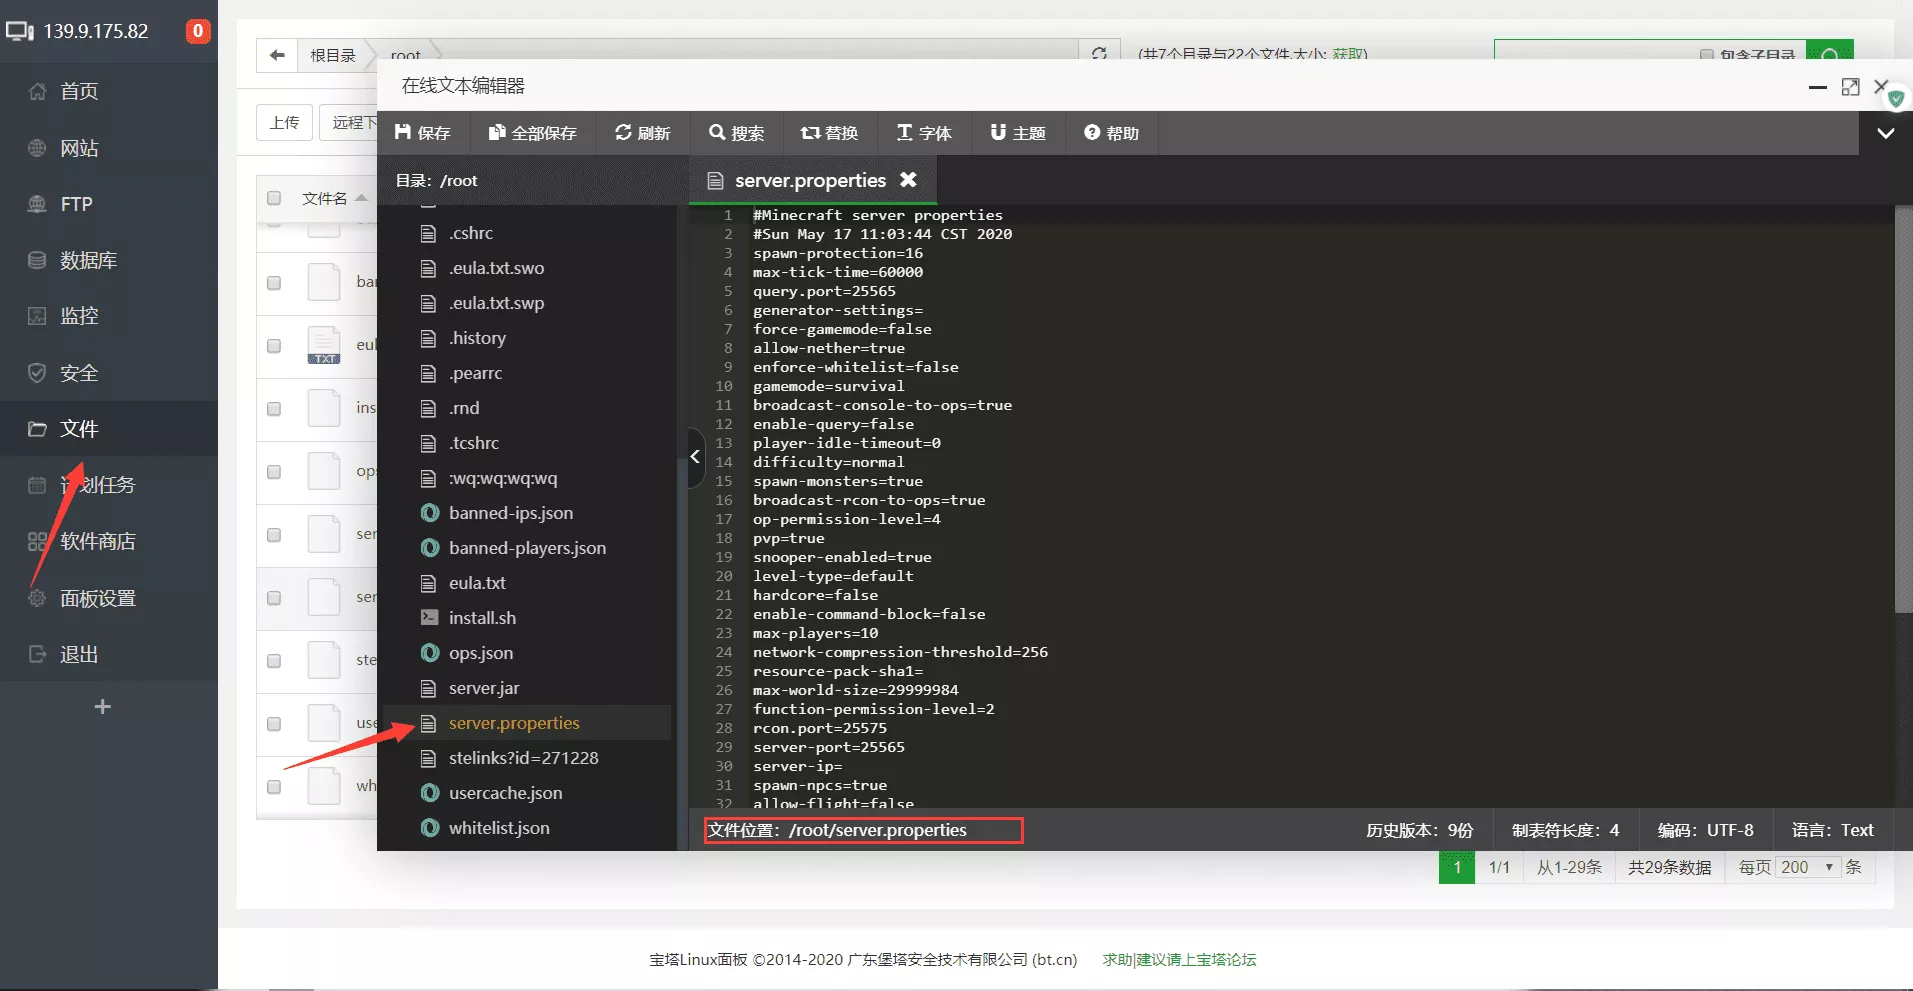 139.9.175.82
0
首页
网站
FTP
数据库
监控
安全
文件
计划任务
软件商店
面板设置
退出
根目录
root
(共7个目录与22个文件,大小: 获取)
包含子目录
上传
远程下
文件名
bar
eul
TXT
ins
op
ser
ser
ste
use
wh
在线文本编辑器
保存
全部保存
刷新
搜索
替换
字体
主题
帮助
目录：/root
server.properties
.cshrc
.eula.txt.swo
.eula.txt.swp
.history
.pearrc
.rnd
.tcshrc
:wq:wq:wq:wq
banned-ips.json
banned-players.json
eula.txt
install.sh
ops.json
server.jar
server.properties
stelinks?id=271228
usercache.json
whitelist.json
1 #Minecraft server properties
2 #Sun May 17 11:03:44 CST 2020
3 spawn-protection=16
4 max-tick-time=60000
5 query.port=25565
6 generator-settings=
7 force-gamemode=false
8 allow-nether=true
9 enforce-whitelist=false
10 gamemode=survival
11 broadcast-console-to-ops=true
12 enable-query=false
13 player-idle-timeout=0
14 difficulty=normal
15 spawn-monsters=true
16 broadcast-rcon-to-ops=true
17 op-permission-level=4
18 pvp=true
19 snooper-enabled=true
20 level-type=default
21 hardcore=false
22 enable-command-block=false
23 max-players=10
24 network-compression-threshold=256
25 resource-pack-sha1=
26 max-world-size=29999984
27 function-permission-level=2
28 rcon.port=25575
29 server-port=25565
30 server-ip=
31 spawn-npcs=true
32 allow-flight=false
文件位置：/root/server.properties
历史版本：9份
制表符长度：4
编码：UTF-8
语言：Text
1
1/1
从1-29条
共29条数据
每页 200 条
宝塔Linux面板 ©2014-2020 广东堡塔安全技术有限公司 (bt.cn)
求助|建议请上宝塔论坛